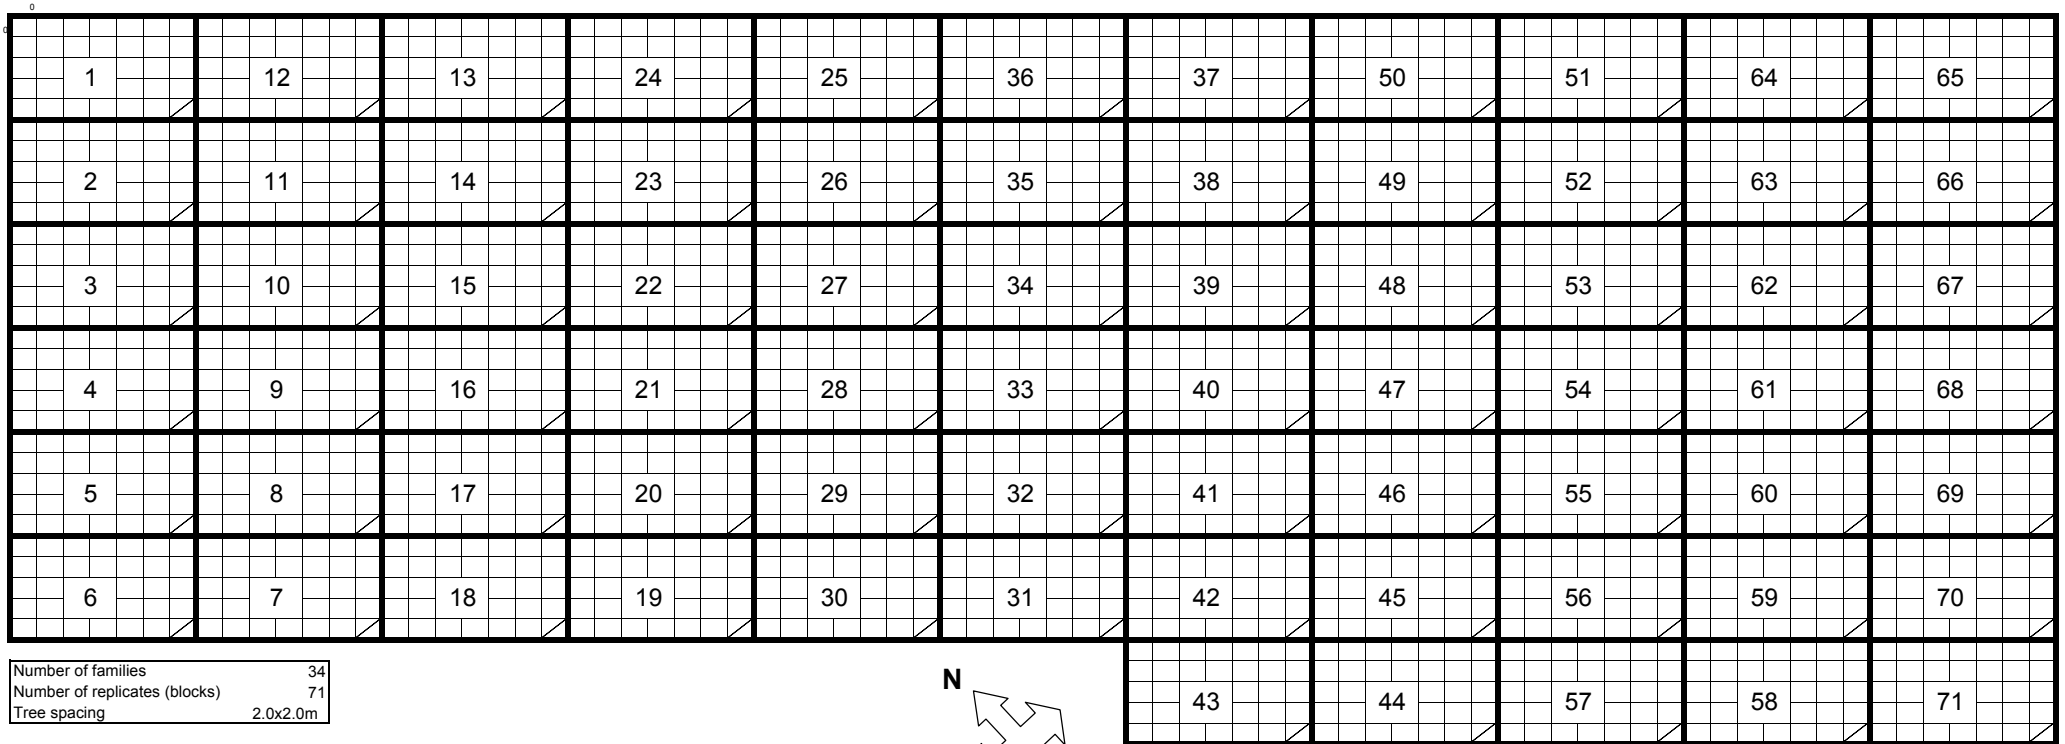 0
0
1 12 13 24 25 36 37 50 51 64 65
2 11 14 23 26 35 38 49 52 63 66
3 10 15 22 27 34 39 48 53 62 67
4 9 16 21 28 33 40 47 54 61 68
5 8 17 20 29 32 41 46 55 60 69
6 7 18 19 30 31 42 45 56 59 70
43 44 57 58 71
Number of families 34
Number of replicates (blocks) 71
Tree spacing 2.0x2.0m
N